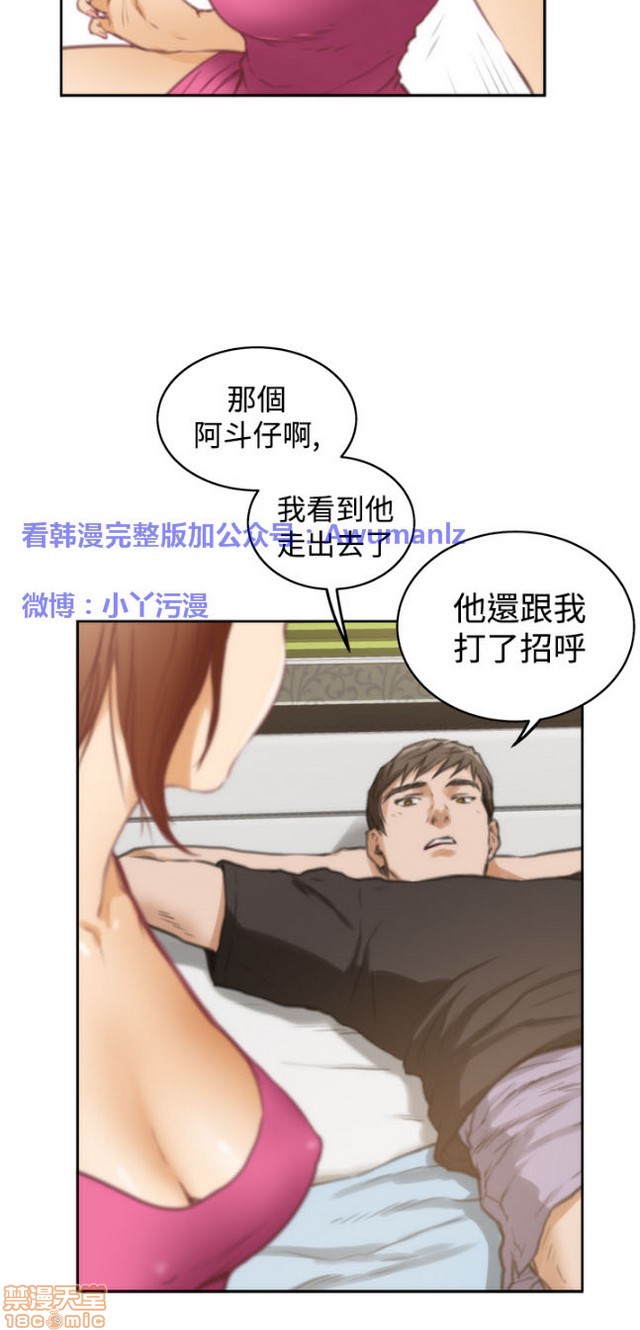 那個
阿斗仔啊,
我看到他
走出去了
看韩漫完整版加公众号：Awumanlz
微博：小丫污漫
他還跟我
打了招呼
禁漫天堂
18comic